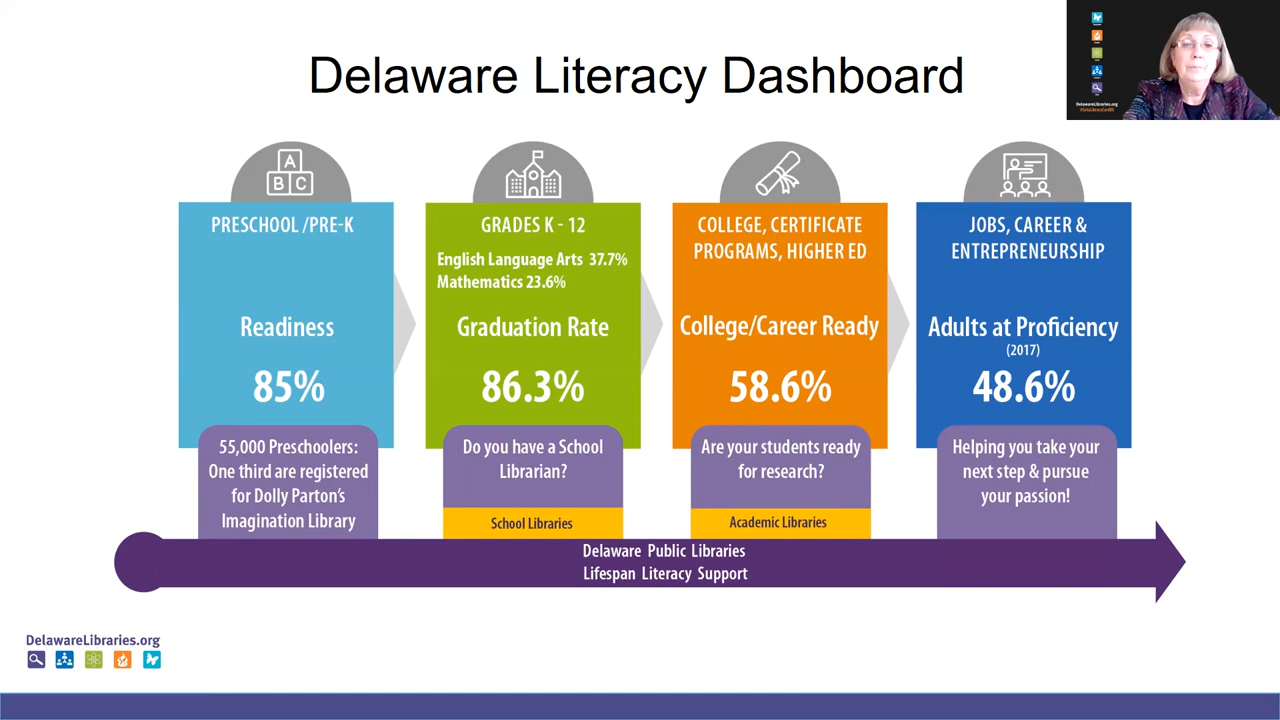 Delaware Literacy Dashboard
DelawareLibraries.org
A
B C
PRESCHOOL /PRE-K
Readiness
85%
55,000 Preschoolers:
One third are registered
for Dolly Parton's
Imagination Library
GRADES K - 12
English Language Arts 37.7%
Mathematics 23.6%
Graduation Rate
86.3%
Do you have a School
Librarian?
School Libraries
COLLEGE, CERTIFICATE
PROGRAMS, HIGHER ED
College/Career Ready
58.6%
Are your students ready
for research?
Academic Libraries
JOBS, CAREER &
ENTREPRENEURSHIP
Adults at Proficiency
(2017)
48.6%
Helping you take your
next step & pursue
your passion!
Delaware Public Libraries
Lifespan Literacy Support
DelawareLibraries.org